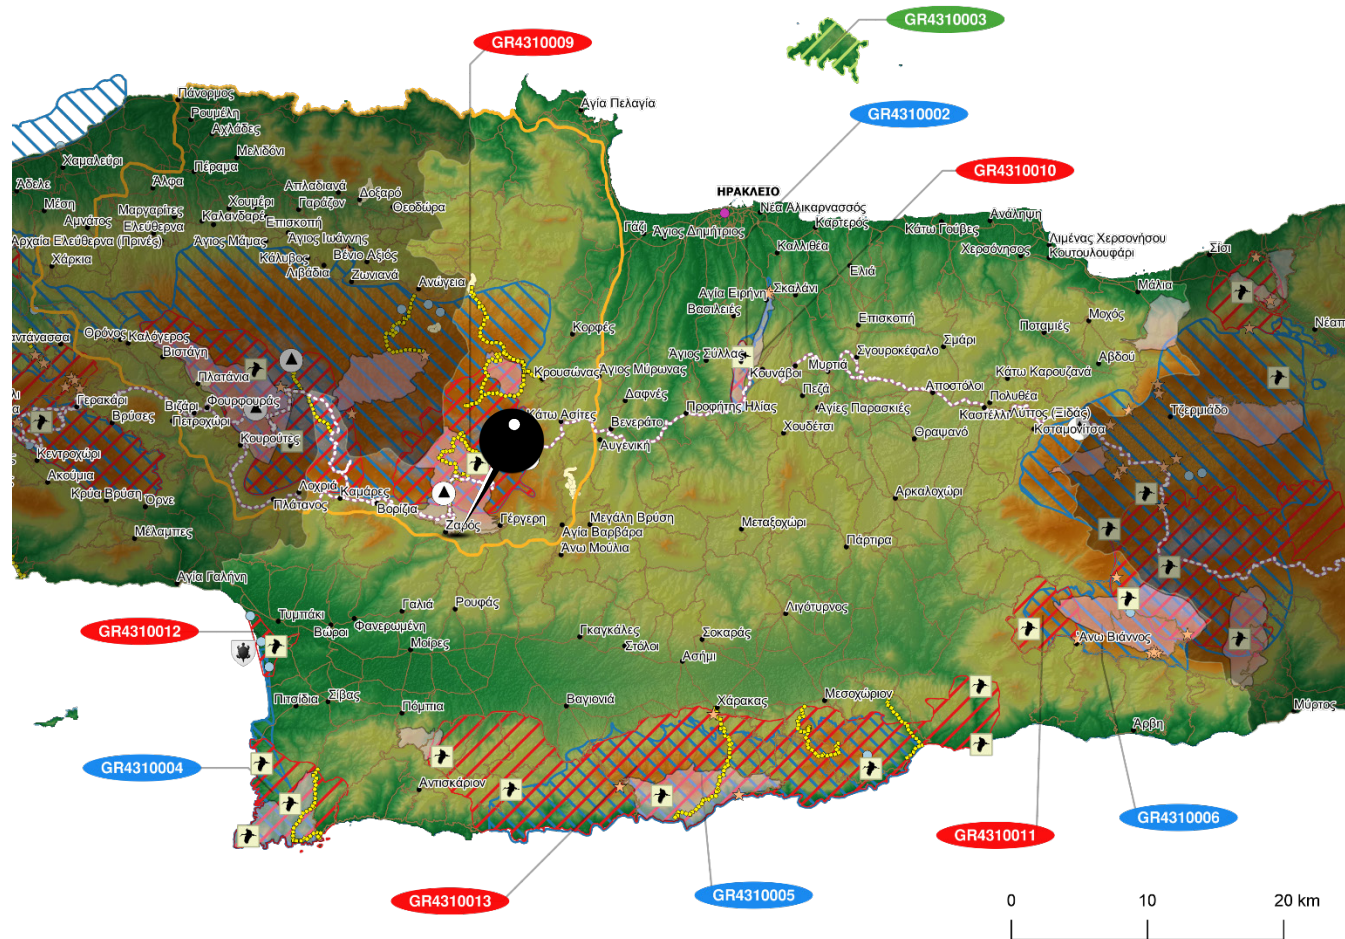 GR4310003
GR4310009
Πάνορμος
Αγία Πελαγία
Ρουμέλη
GR4310002
Αχλάδες
Μελιδόνι
Χαμαλεύρι
Πέραμα
GR4310010
Άδελε
Άλφα
Απλαδιανά
Δοξαρό
ΗΡΑΚΛΕΙΟ
Μέση
Χουμέρι
Γαράζον
Θεοδώρα
Νέα Αλικαρνασσός
Μαργαρίτες
Καλανδαρέ
Επισκοπή
Καρτερός
Ανάληψη
Αμνάτος
Ελεύθερνα
Γάζι
Άγιος Δημήτριος
Κάτω Γούβες
Αρχαία Ελεύθερνα (Πρινές)
Άγιος Μάμας
Άγιος Ιωάννης
Καλλιθέα
Λιμένας Χερσονήσου
Χάρκια
Κάλυβος
Βένιο Αξιός
Χερσόνησος
Κουτουλουφάρι
Σίσι
Λιβάδια
Ζωνιανά
Ελιά
Ανώγεια
Αγία Ειρήνη
Σκαλάνι
Μάλια
Βασιλειές
Επισκοπή
Μοχός
Ορόνος
Καλόγερος
Κορφές
Ποταμιές
Βιστάγη
Άγιος Σύλλας
Σγουροκέφαλο
Σμάρι
Αβδού
Πλατάνια
Κρουσώνας
Άγιος Μύρωνας
Κουνάβοι
Μυρτιά
Κάτω Καρουζανά
Γερακάρι
Βιζάρι
Φουρφουράς
Δαφνές
Πεζά
Αποστόλοι
Πολυθέα
Βρύσες
Πετροχώρι
Κάτω Ασίτες
Βενεράτο
Προφήτης Ηλίας
Αγίες Παρασκιές
Καστέλλι
Λύττος (Ξιδάς)
Τζερμιάδο
Κουρούτες
Αυγενική
Χουδέτσι
Θραψανό
Καταμονίτσα
Κεντροχώρι
Ακούμια
Λοχριά
Καμάρες
Κρύα Βρύση
Όρνε
Πλάτανος
Βορίζια
Αρκαλοχώρι
Μέλαμπες
Ζαρός
Γέργερη
Μεγάλη Βρύση
Μεταξοχώρι
Αγία Βαρβάρα
Πάρτιρα
Άνω Μούλια
Αγία Γαλήνη
Ρουφάς
Γαλιά
Λιγότυρνος
Τυμπάκι
Φανερωμένη
GR4310012
Βώροι
Γκαγκάλες
Σοκαράς
Άνω Βιάννος
Μοίρες
Στόλοι
Ασήμι
Πιτσίδια
Σίβας
Πόμπια
Βαγιονιά
Χάρακας
Μεσοχώριον
Μύρτος
Άρβη
GR4310004
Αντισκάριον
GR4310006
GR4310011
GR4310013
GR4310005
0 10 20 km